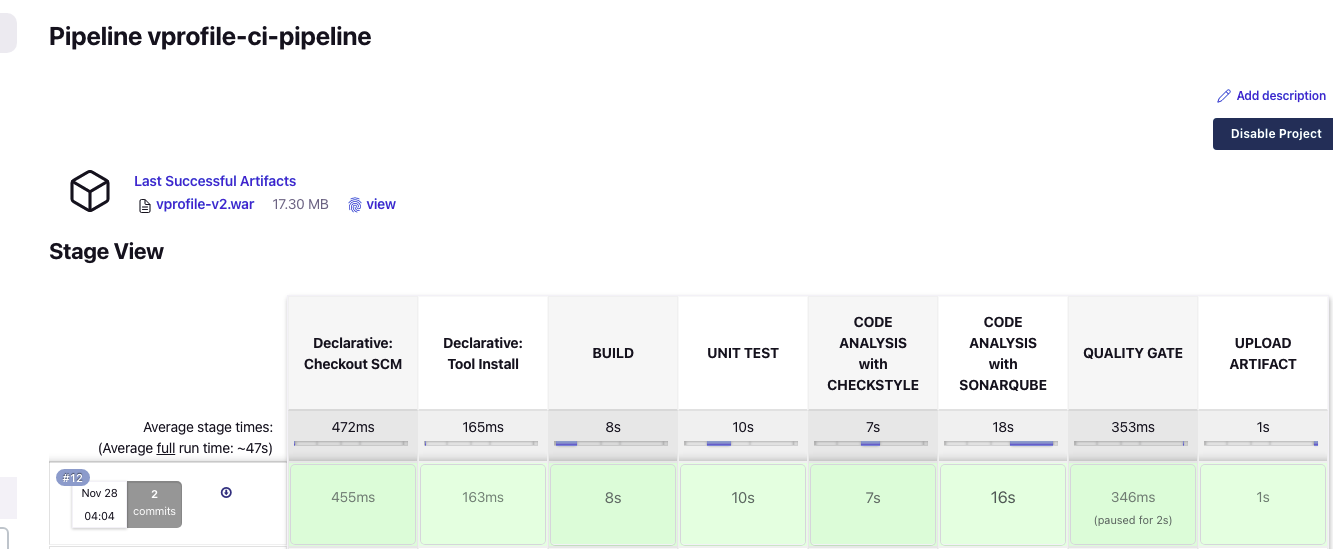 Pipeline vprofile-ci-pipeline
Add description
Disable Project
Last Successful Artifacts
vprofile-v2.war 17.30 MB view
Stage View
Declarative:
Checkout SCM
Declarative:
Tool Install
BUILD
UNIT TEST
CODE
ANALYSIS
with
CHECKSTYLE
CODE
ANALYSIS
with
SONARQUBE
QUALITY GATE
UPLOAD
ARTIFACT
Average stage times:
(Average full run time: ~47s)
472ms 165ms 8s 10s 7s 18s 353ms 1s
#12
Nov 28
04:04
2
commits
455ms 163ms 8s 10s 7s 16s 346ms 1s
(paused for 2s)